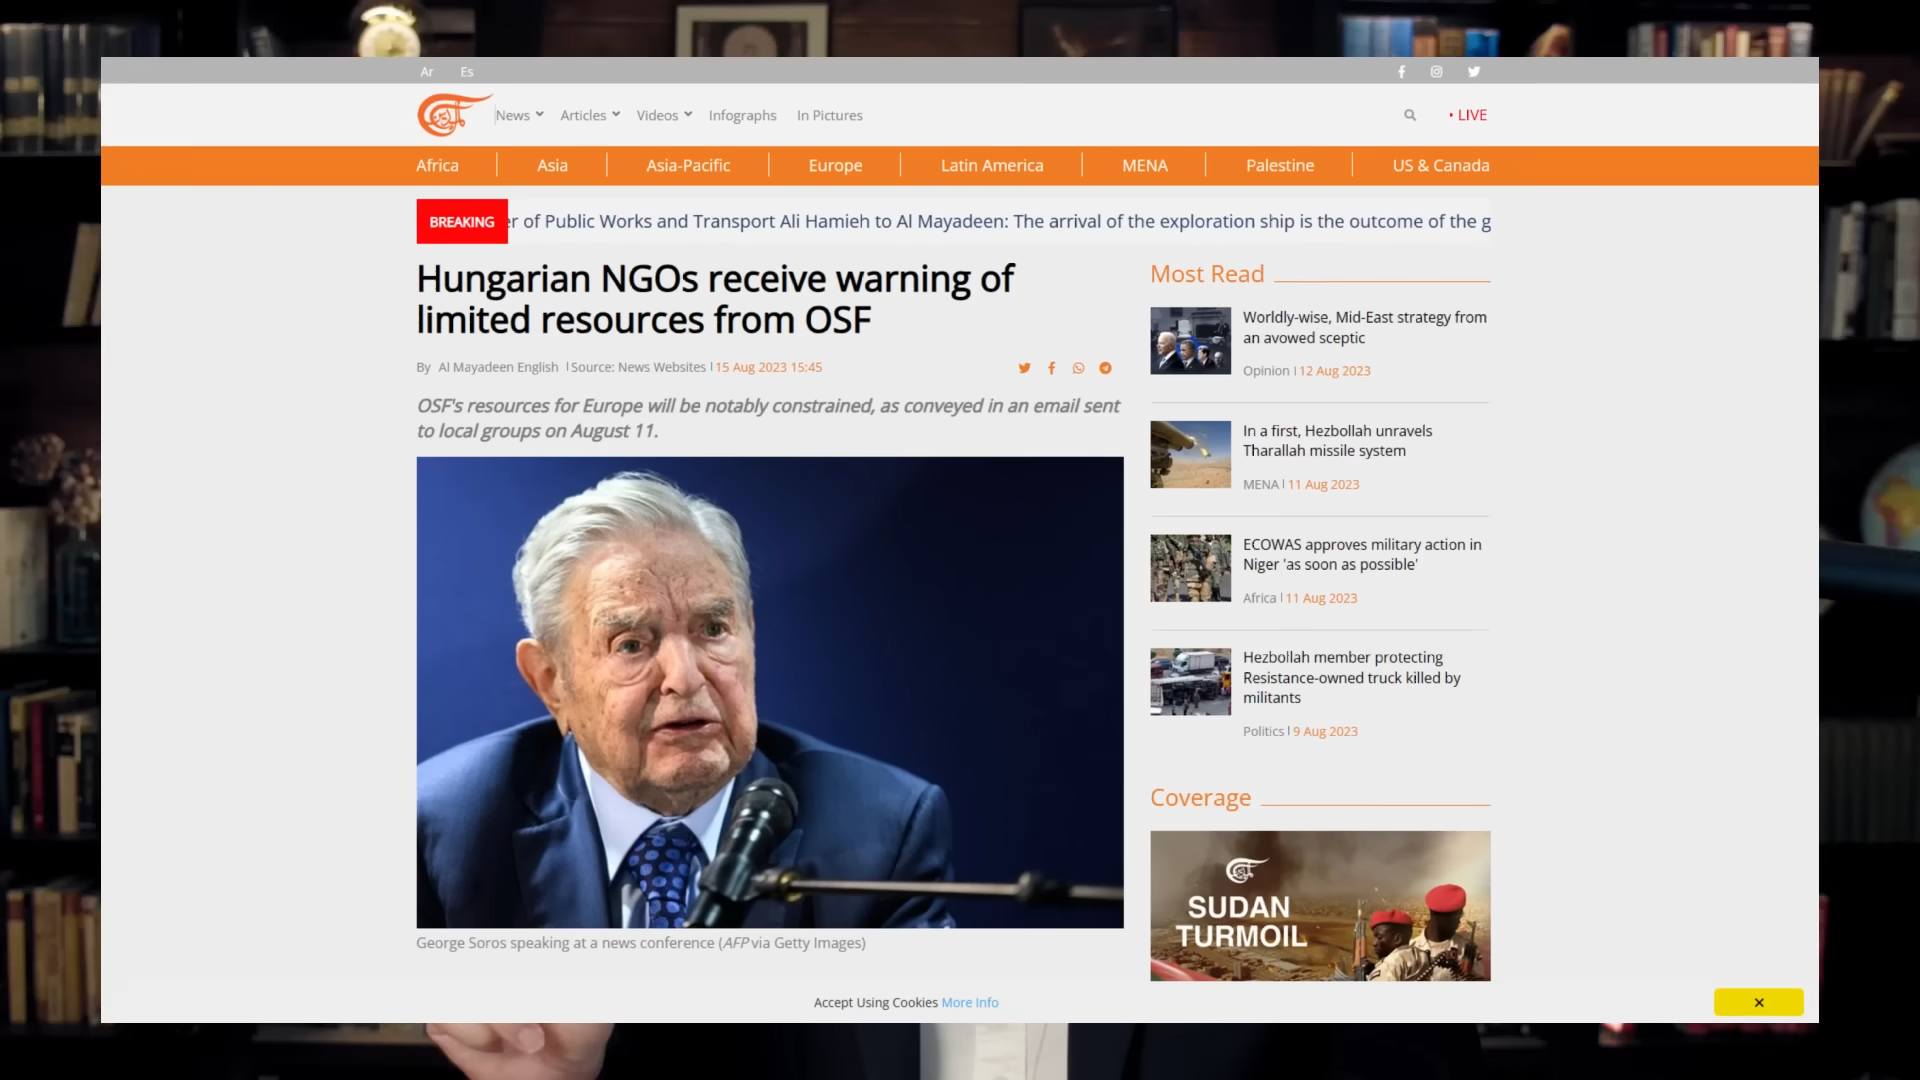 Ar Es
News Articles Videos Infographs In Pictures • LIVE
Africa Asia Asia-Pacific Europe Latin America MENA Palestine US & Canada
BREAKING er of Public Works and Transport Ali Hamieh to Al Mayadeen: The arrival of the exploration ship is the outcome of the g
Hungarian NGOs receive warning of
limited resources from OSF
By Al Mayadeen English | Source: News Websites | 15 Aug 2023 15:45
OSF's resources for Europe will be notably constrained, as conveyed in an email sent
to local groups on August 11.
George Soros speaking at a news conference (AFP via Getty Images)
Most Read
Worldly-wise, Mid-East strategy from
an avowed sceptic
Opinion | 12 Aug 2023
In a first, Hezbollah unravels
Tharallah missile system
MENA | 11 Aug 2023
ECOWAS approves military action in
Niger 'as soon as possible'
Africa | 11 Aug 2023
Hezbollah member protecting
Resistance-owned truck killed by
militants
Politics | 9 Aug 2023
Coverage
SUDAN
TURMOIL
Accept Using Cookies More Info ×